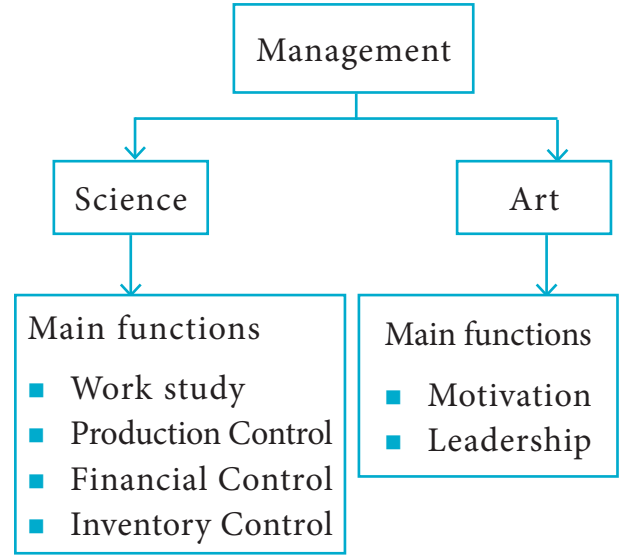 Management
Science
Art
Main functions
■ Work study
■ Production Control
■ Financial Control
■ Inventory Control
Main functions
■ Motivation
■ Leadership